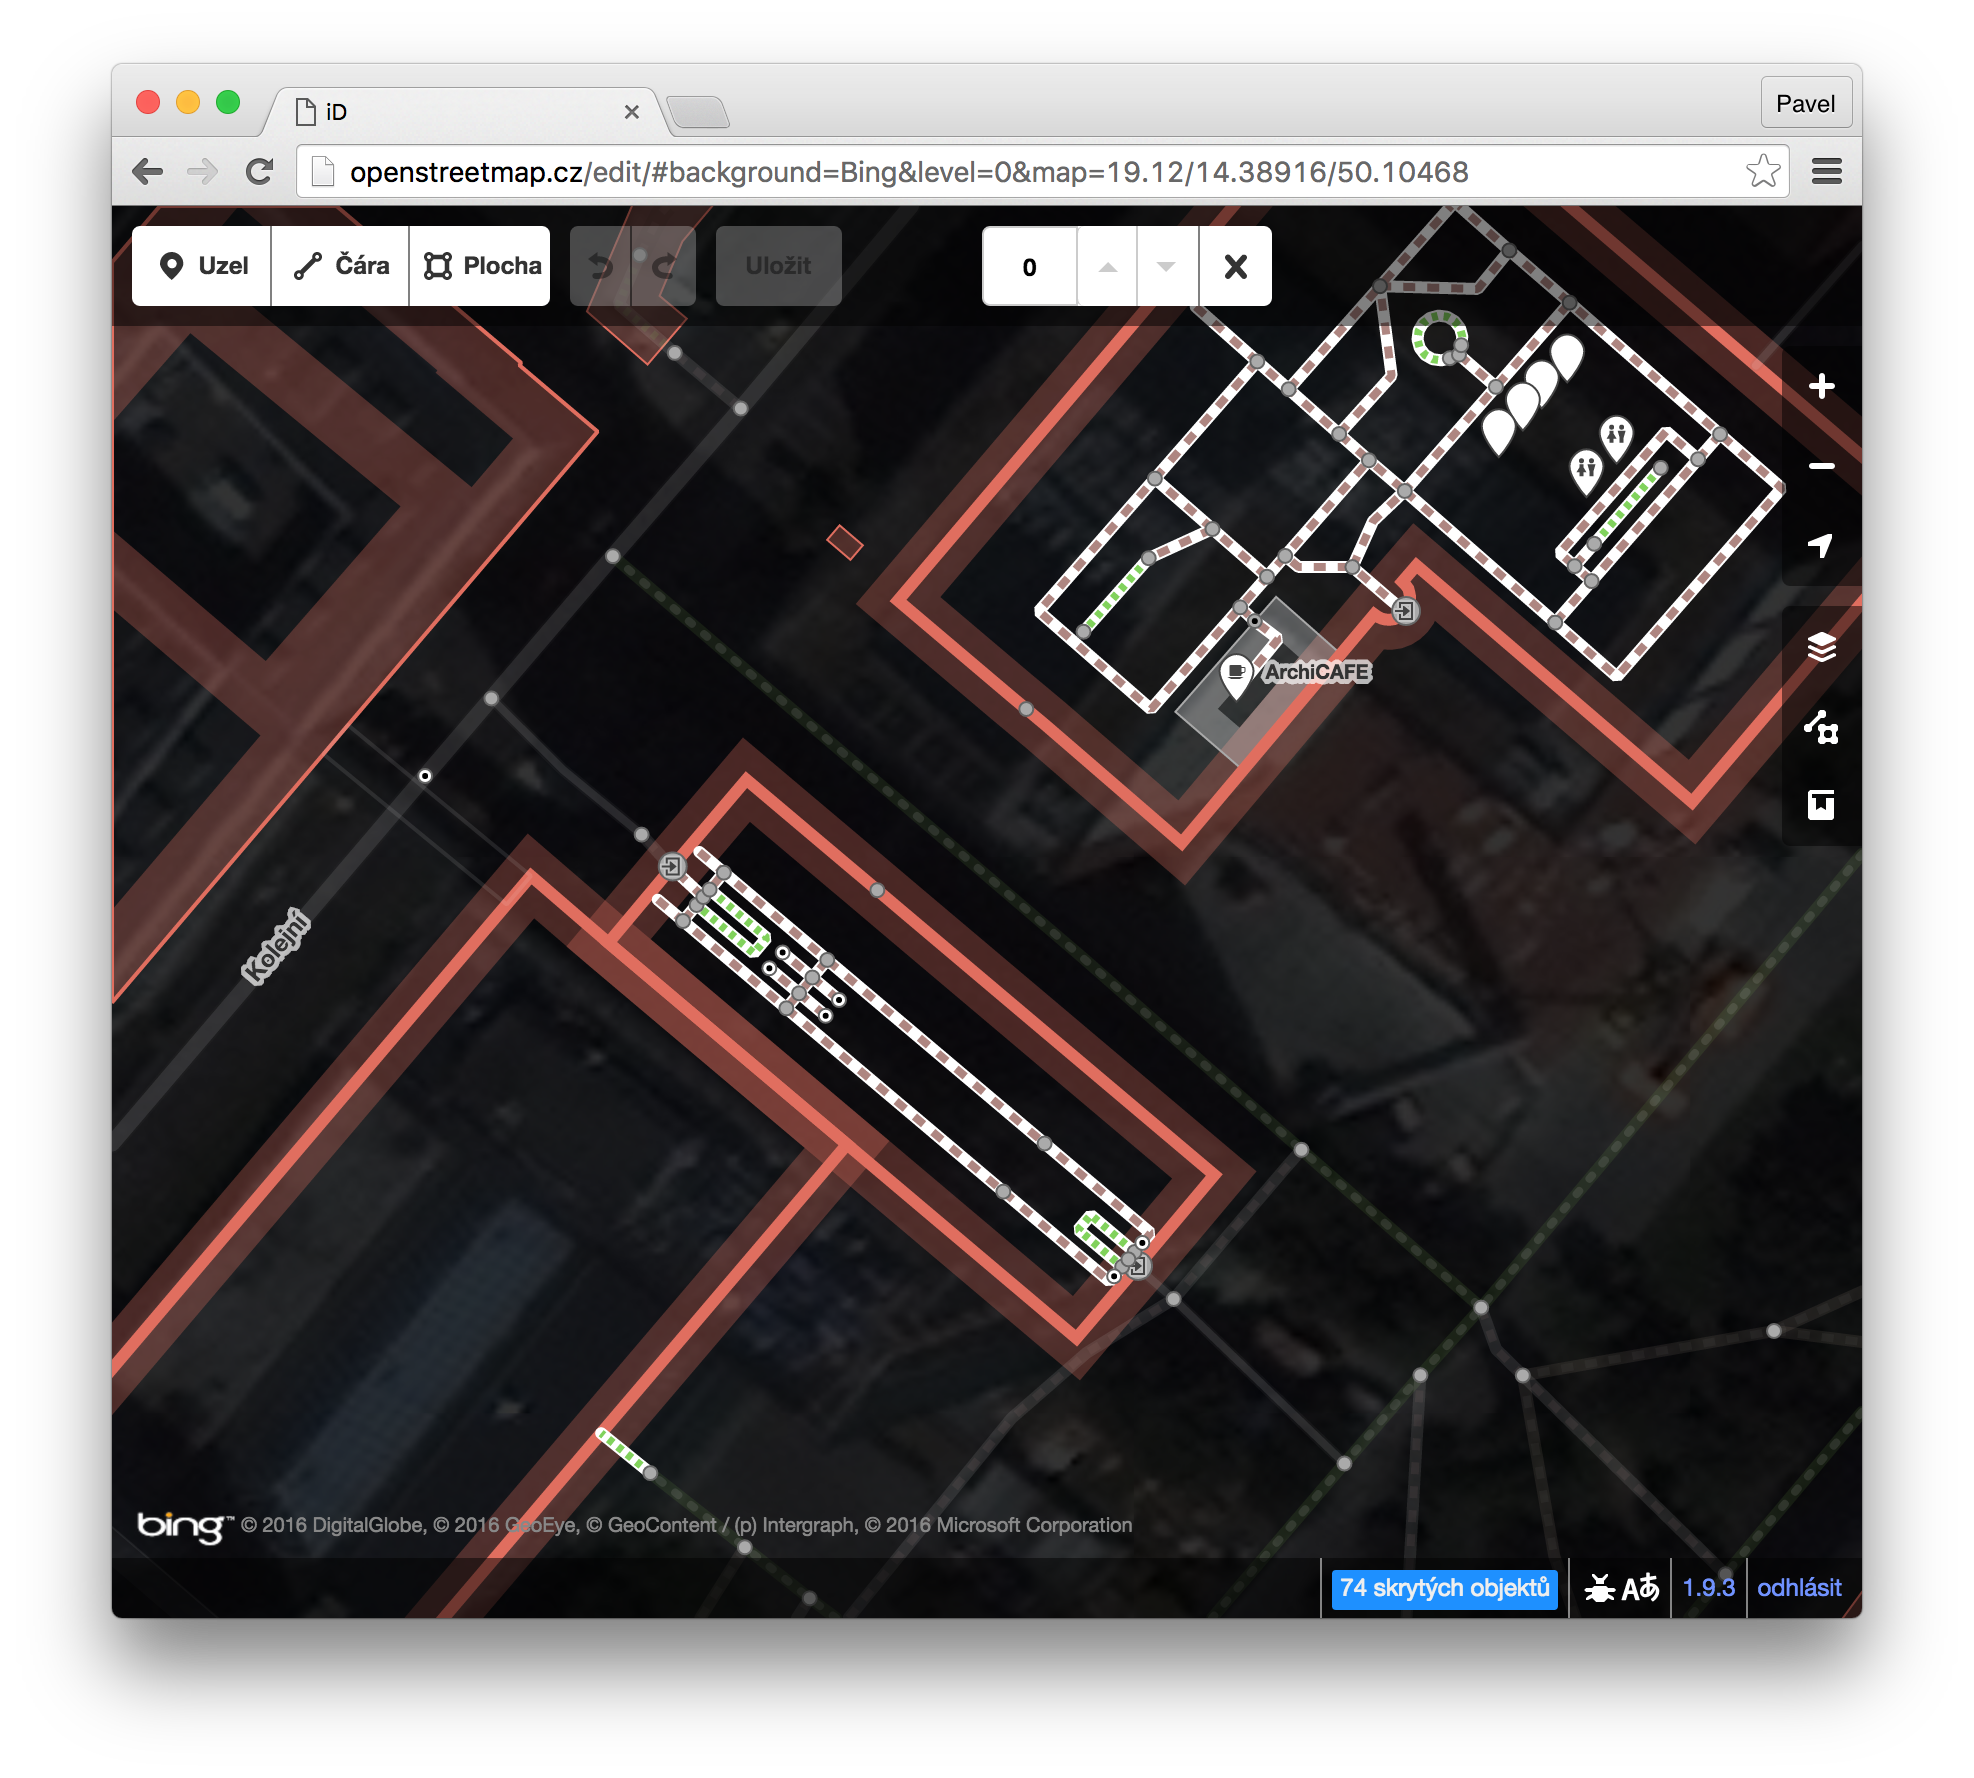 iD
Pavel
openstreetmap.cz/edit/#background=Bing&level=0&map=19.12/14.38916/50.10468
Uzel
Čára
Plocha
Uložit
0
ArchiCAFE
Kolejní
bing™ © 2016 DigitalGlobe, © 2016 GeoEye, © GeoContent / (p) Intergraph, © 2016 Microsoft Corporation
74 skrytých objektů
Aあ
1.9.3
odhlásit